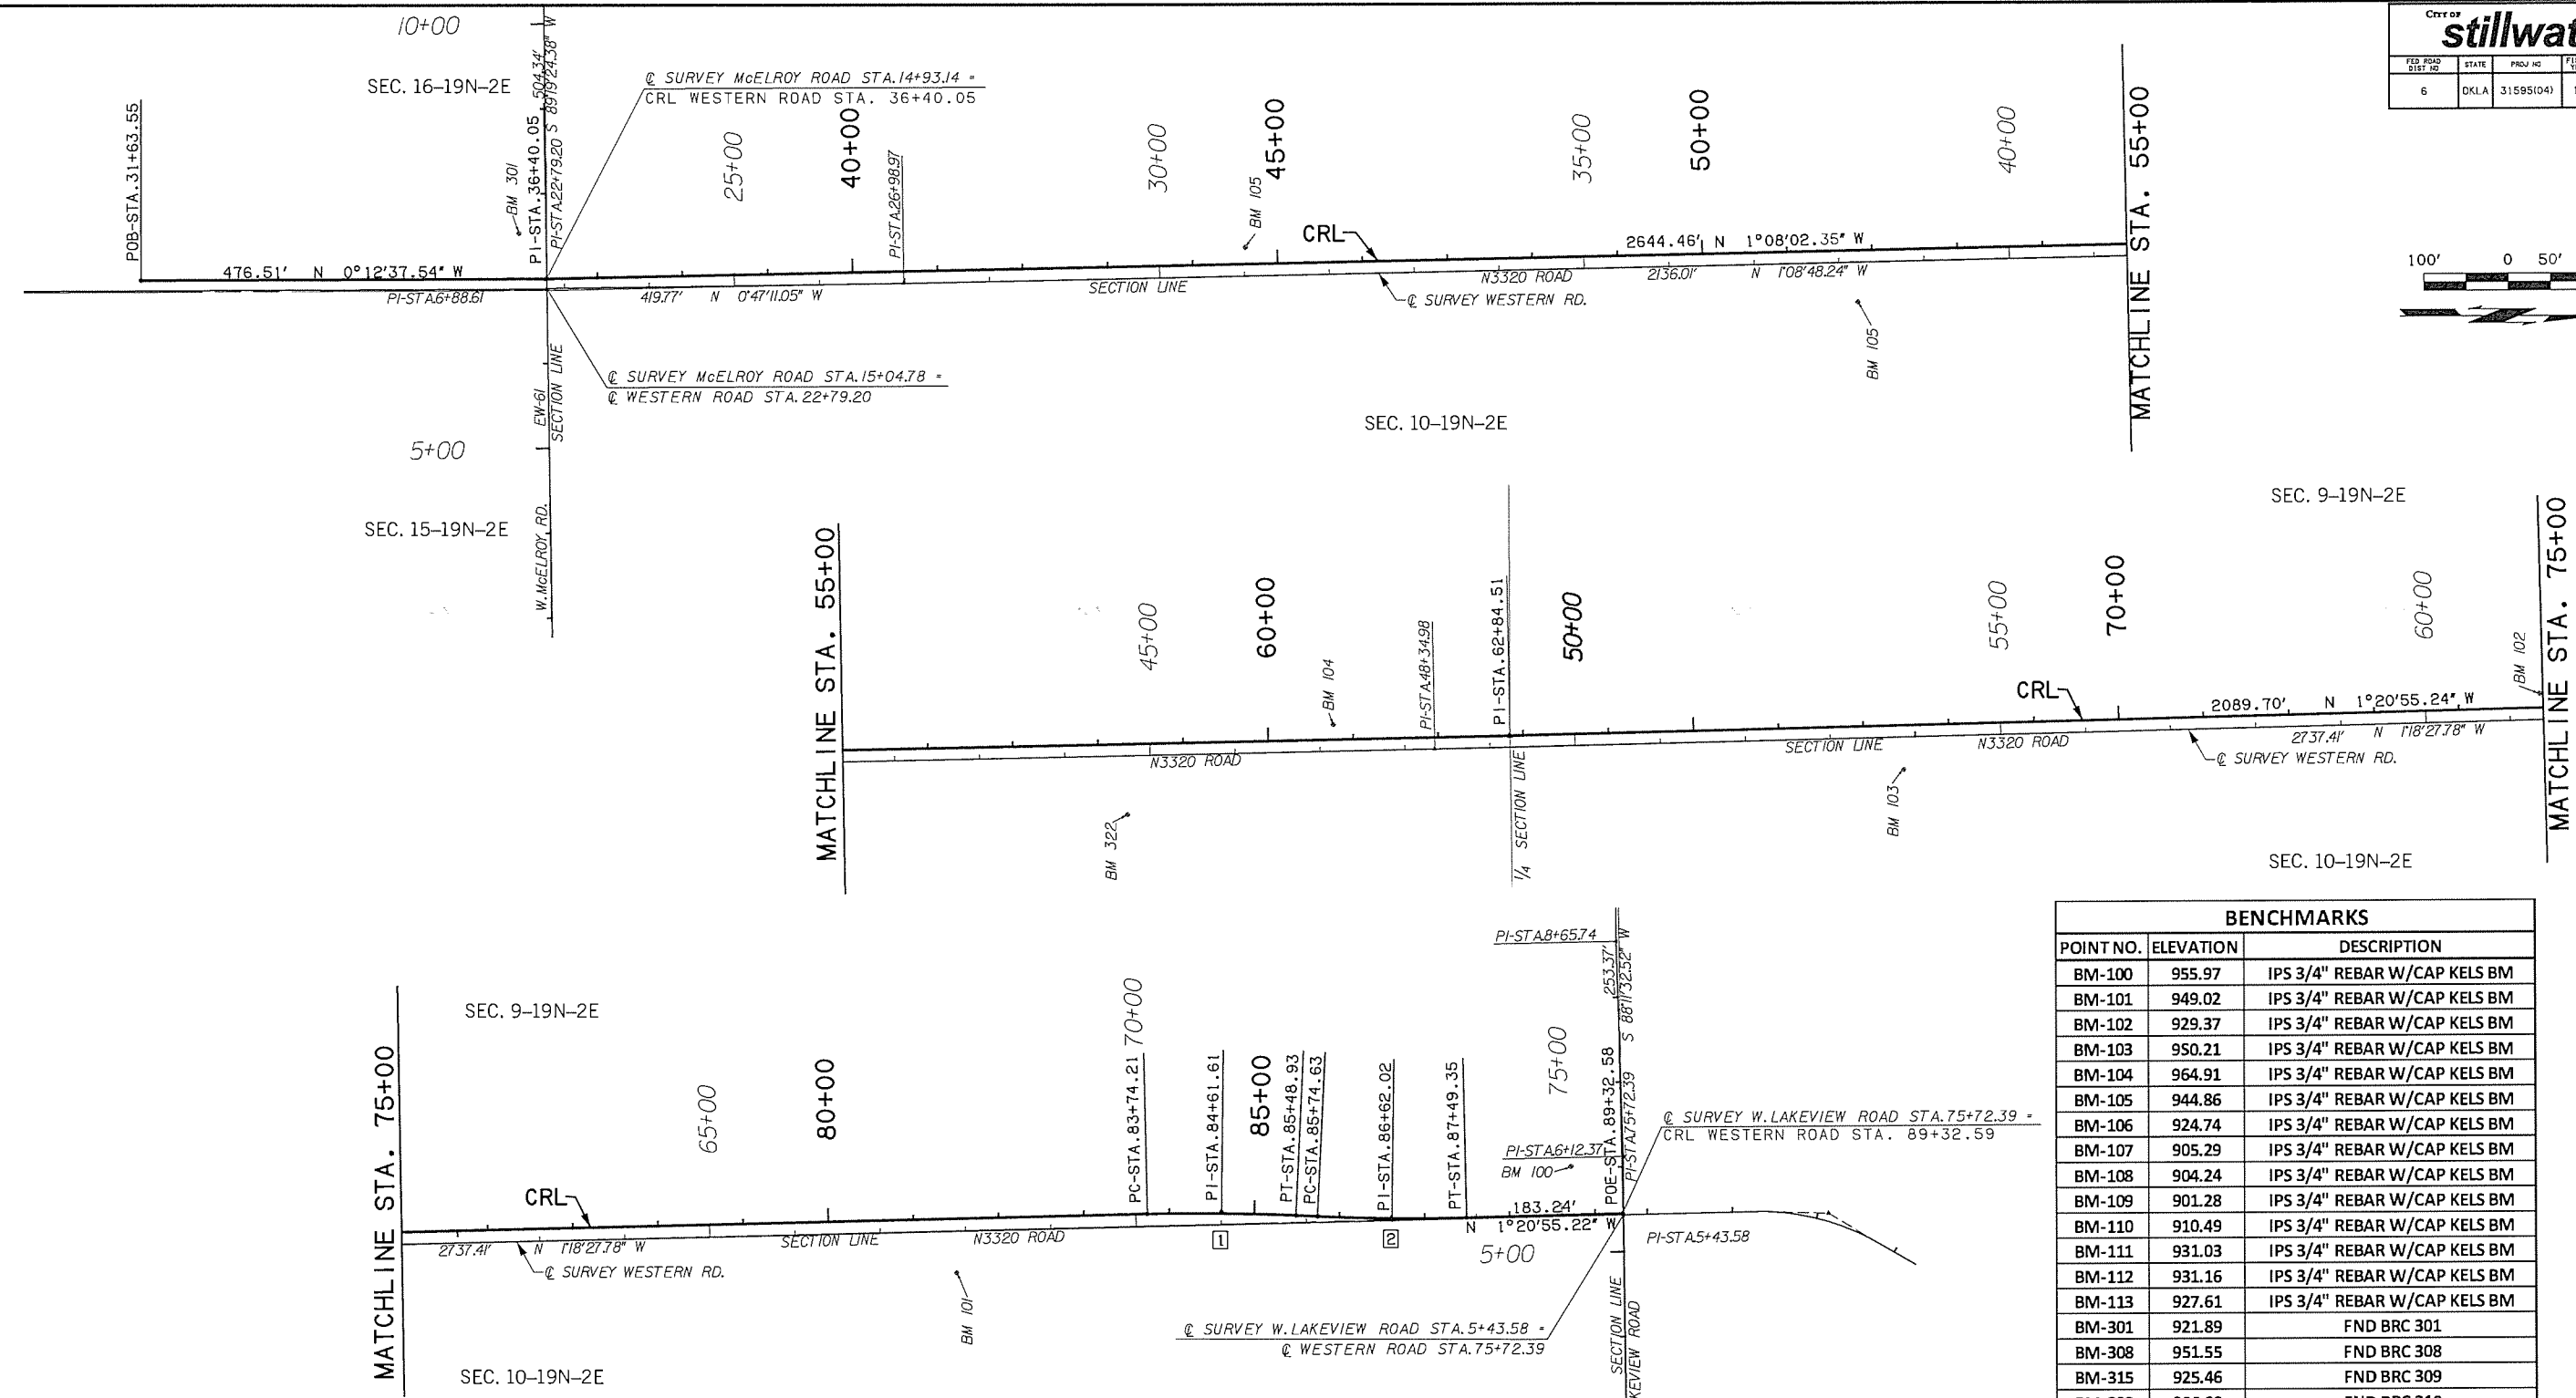 10+00
SEC. 16-19N-2E
POB-STA.31+63.55
BM 301
PI-STA.36+40.05
504.34'
PI-STA.22+79.20 S 89°19'24.38" W
℄ SURVEY McELROY ROAD STA.14+93.14 =
CRL WESTERN ROAD STA. 36+40.05
25+00
40+00
PI-STA.26+98.97
30+00
BM 105
45+00
35+00
50+00
40+00
MATCHLINE STA. 55+00
CITY OF
FED ROAD DIST NO
STATE
PROJ NO
6
OKLA
31595(04)
100'
0
50'
476.51' N 0°12'37.54" W
PI-STA.6+88.61
419.77' N 0°47'11.05" W
SECTION LINE
CRL
2644.46' N 1°08'02.35" W
N3320 ROAD
2136.01' N 1°08'48.24" W
℄ SURVEY WESTERN RD.
BM 105
℄ SURVEY McELROY ROAD STA.15+04.78 =
℄ WESTERN ROAD STA.22+79.20
EW-61
SECTION LINE
5+00
SEC. 15-19N-2E
W.McELROY RD.
SEC. 10-19N-2E
MATCHLINE STA. 55+00
45+00
60+00
BM 104
PI-STA.48+34.98
PI-STA.62+84.51
50+00
55+00
70+00
60+00
BM 102
SEC. 9-19N-2E
MATCHLINE STA. 75+00
CRL
2089.70' N 1°20'55.24" W
N3320 ROAD
SECTION LINE
N3320 ROAD
2737.41' N 1°18'27.78" W
℄ SURVEY WESTERN RD.
BM 322
1/4 SECTION LINE
BM 103
SEC. 10-19N-2E
MATCHLINE STA. 75+00
SEC. 9-19N-2E
65+00
80+00
70+00
PC-STA.83+74.21
PI-STA.84+61.61
85+00
PT-STA.85+48.93
PC-STA.85+74.63
PI-STA.86+62.02
PT-STA.87+49.35
75+00
PI-STA.8+65.74
253.37'
S 88°11'32.52" W
POE-STA.89+32.58
PI-STA.75+72.39
PI-STA.6+12.37
BM 100
℄ SURVEY W.LAKEVIEW ROAD STA.75+72.39 =
CRL WESTERN ROAD STA. 89+32.59
CRL
183.24'
N 1°20'55.22" W
2737.41' N 1°18'27.78" W
SECTION LINE
N3320 ROAD
1
2
5+00
PI-STA.5+43.58
℄ SURVEY WESTERN RD.
BM 101
℄ SURVEY W.LAKEVIEW ROAD STA.5+43.58 =
℄ WESTERN ROAD STA.75+72.39
SECTION LINE
SEC. 10-19N-2E
BENCHMARKS
POINT NO. ELEVATION DESCRIPTION
BM-100 955.97 IPS 3/4" REBAR W/CAP KELS BM
BM-101 949.02 IPS 3/4" REBAR W/CAP KELS BM
BM-102 929.37 IPS 3/4" REBAR W/CAP KELS BM
BM-103 950.21 IPS 3/4" REBAR W/CAP KELS BM
BM-104 964.91 IPS 3/4" REBAR W/CAP KELS BM
BM-105 944.86 IPS 3/4" REBAR W/CAP KELS BM
BM-106 924.74 IPS 3/4" REBAR W/CAP KELS BM
BM-107 905.29 IPS 3/4" REBAR W/CAP KELS BM
BM-108 904.24 IPS 3/4" REBAR W/CAP KELS BM
BM-109 901.28 IPS 3/4" REBAR W/CAP KELS BM
BM-110 910.49 IPS 3/4" REBAR W/CAP KELS BM
BM-111 931.03 IPS 3/4" REBAR W/CAP KELS BM
BM-112 931.16 IPS 3/4" REBAR W/CAP KELS BM
BM-113 927.61 IPS 3/4" REBAR W/CAP KELS BM
BM-301 921.89 FND BRC 301
BM-308 951.55 FND BRC 308
BM-315 925.46 FND BRC 309